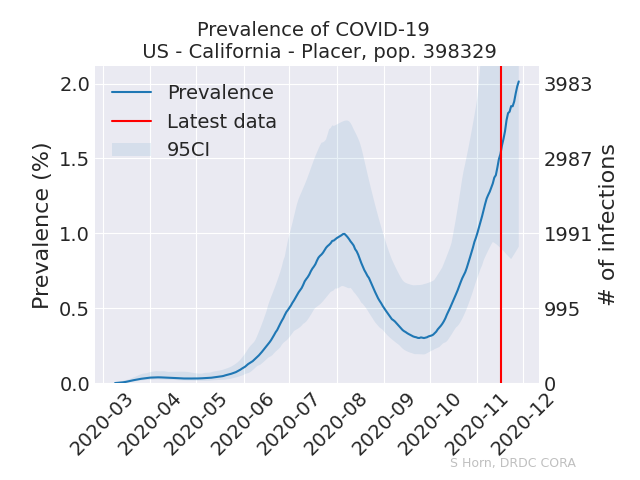 Prevalence of COVID-19
US - California - Placer, pop. 398329
Prevalence (%)
2.0
1.5
1.0
0.5
0.0
Prevalence
Latest data
95CI
3983
2987
1991
995
0
# of infections
2020-03
2020-04
2020-05
2020-06
2020-07
2020-08
2020-09
2020-10
2020-11
2020-12
S Horn, DRDC CORA